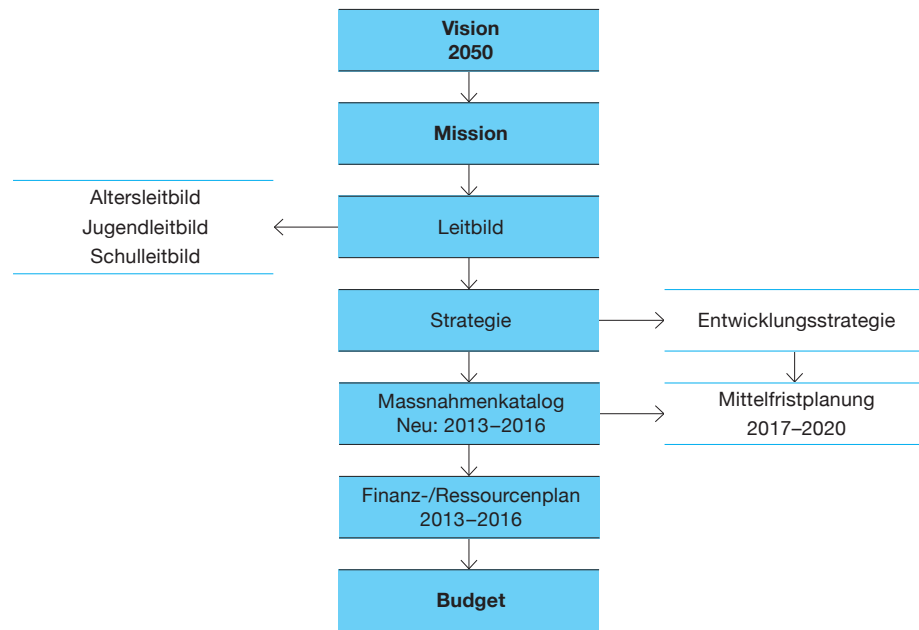 Vision
2050
Mission
Altersleitbild
Jugendleitbild
Schulleitbild
Leitbild
Strategie
Entwicklungsstrategie
Massnahmenkatalog
Neu: 2013–2016
Mittelfristplanung
2017–2020
Finanz-/Ressourcenplan
2013–2016
Budget